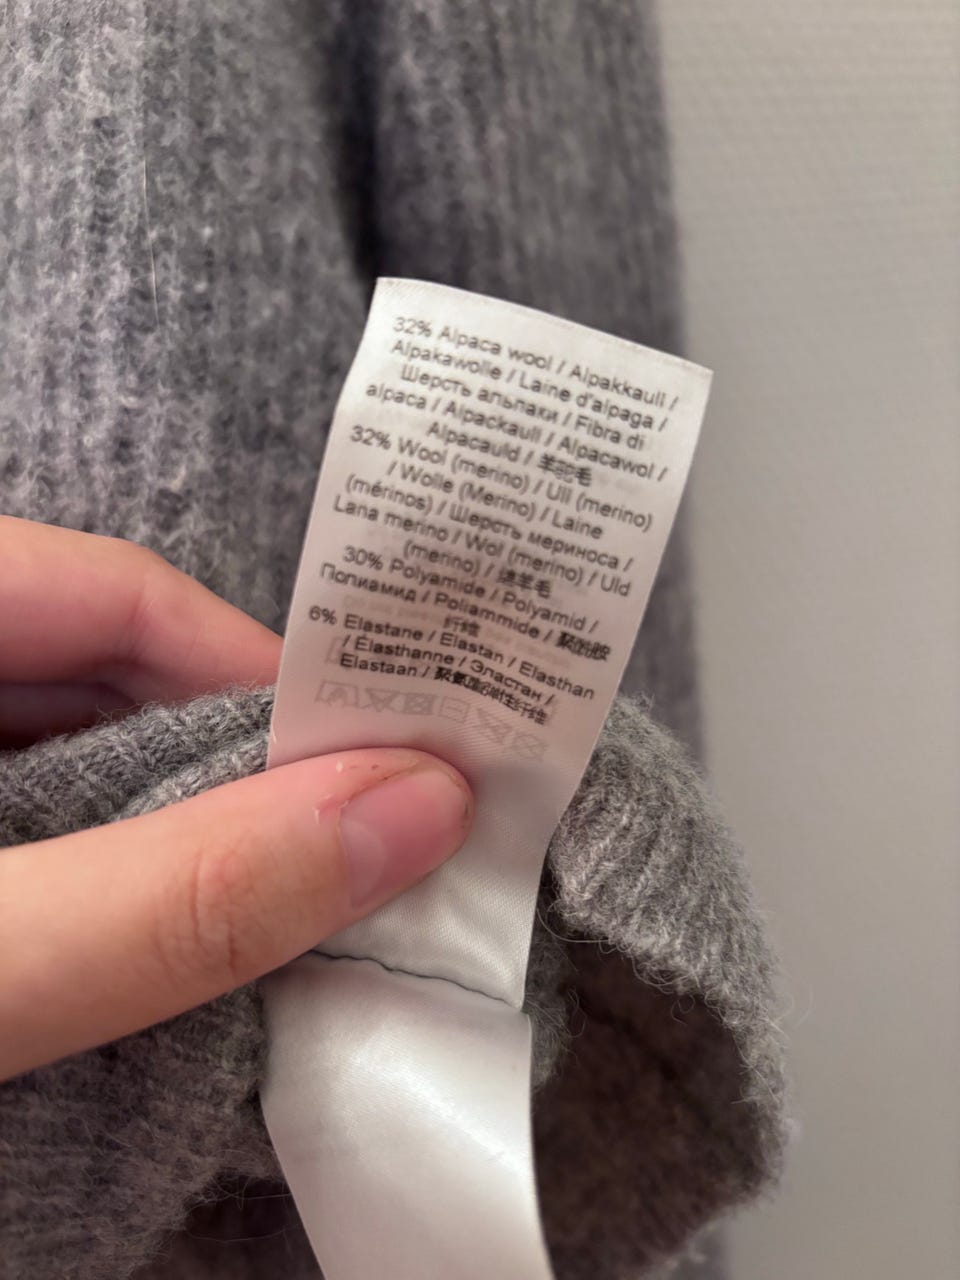 32% Alpaca wool / Alpakkaull /
Alpakawolle / Laine d'alpaga /
Шерсть альпаки / Fibra di
alpaca / Alpackaull / Alpacawol /
Alpacauld / 羊驼毛
32% Wool (merino) / Ull (merino)
/ Wolle (Merino) / Laine
(mérinos) / Шерсть мериноса /
Lana merino / Wol (merino) / Uld
(merino) / 绵羊毛
30% Polyamide / Polyamid /
Полиамид / Poliammide / 聚酰胺
纤维
6% Elastane / Elastan / Elasthan
/ Élasthanne / Эластан /
Elastaan / 聚氨酯弹性纤维